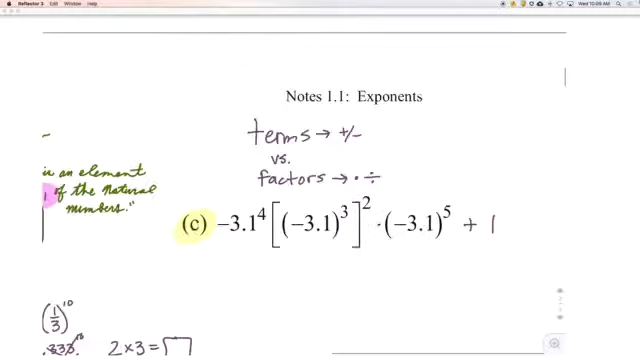 Reflector 3 Edit Window Help
Wed 10:09 AM
Notes 1.1: Exponents
terms → +/-
vs.
factors → · ÷
is an element
of the Natural
numbers."
(c) -3.1⁴[(-3.1)³]² · (-3.1)⁵ + 1
(1/3)¹⁰
2 × 3 = □